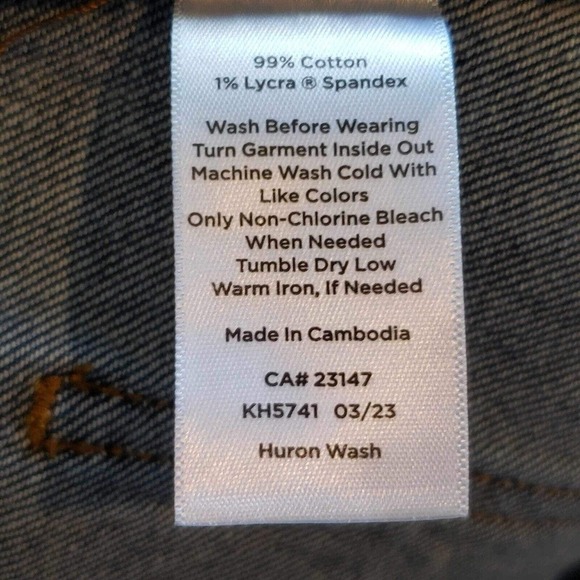 99% Cotton
1% Lycra ® Spandex
Wash Before Wearing
Turn Garment Inside Out
Machine Wash Cold With
Like Colors
Only Non-Chlorine Bleach
When Needed
Tumble Dry Low
Warm Iron, If Needed
Made In Cambodia
CA# 23147
KH5741 03/23
Huron Wash